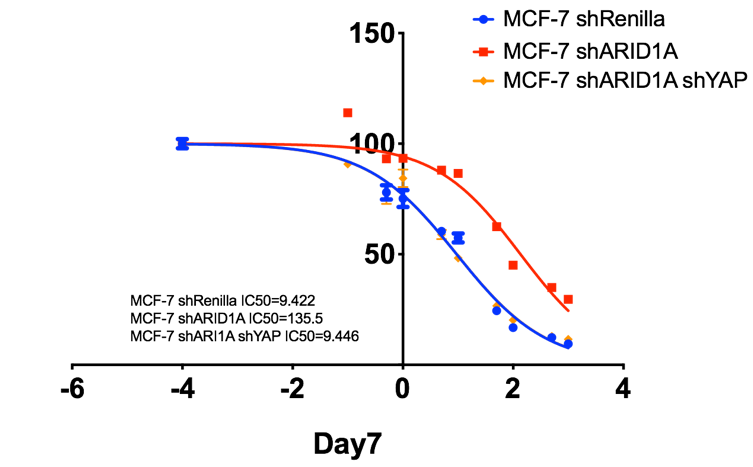 MCF-7 shRenilla
MCF-7 shARID1A
MCF-7 shARID1A shYAP
150
100
50
MCF-7 shRenilla IC50=9.422
MCF-7 shARID1A IC50=135.5
MCF-7 shARI1A shYAP IC50=9.446
-6 -4 -2 0 2 4
Day7